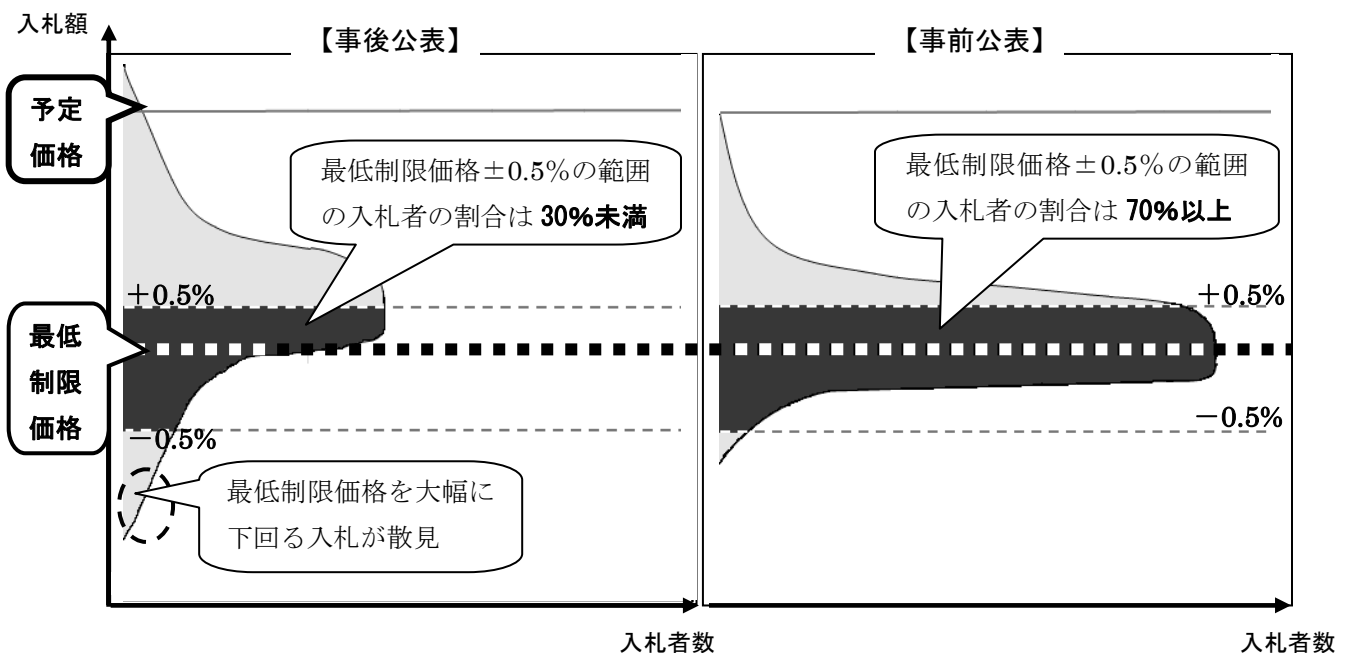 入札額
【事後公表】
【事前公表】
予定
価格
最低制限価格±0.5%の範囲
の入札者の割合は 30%未満
最低制限価格±0.5%の範囲
の入札者の割合は 70%以上
+0.5%
+0.5%
最低
制限
価格
-0.5%
-0.5%
最低制限価格を大幅に
下回る入札が散見
入札者数
入札者数